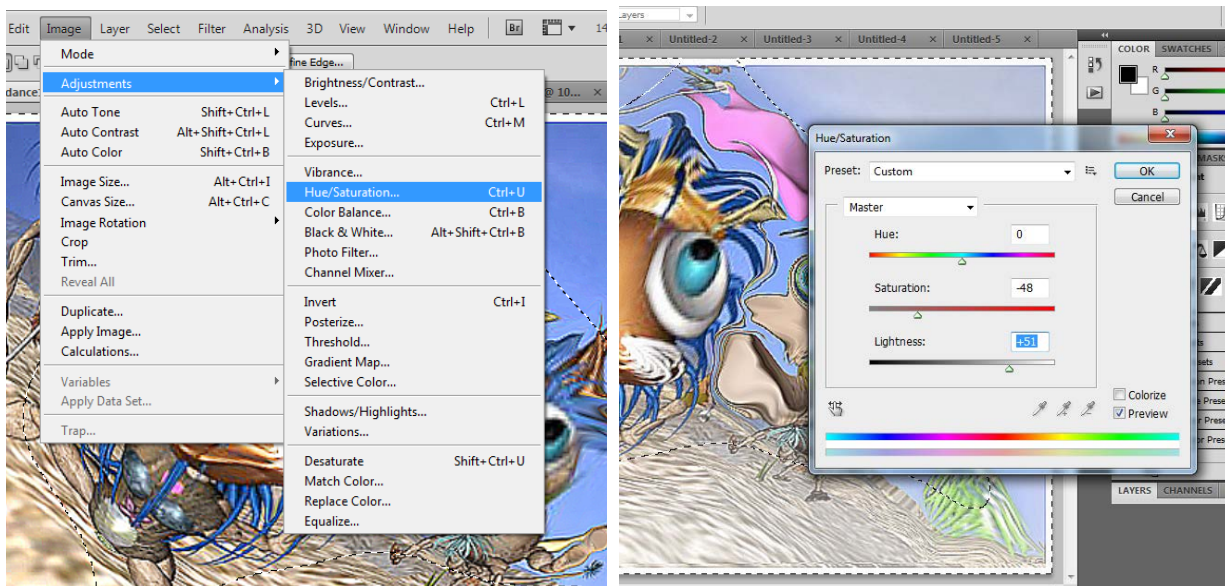 Edit Image Layer Select Filter Analysis 3D View Window Help Br 14
fine Edge...
dance
@ 10... ×
Mode
Adjustments
Auto Tone Shift+Ctrl+L
Auto Contrast Alt+Shift+Ctrl+L
Auto Color Shift+Ctrl+B
Image Size... Alt+Ctrl+I
Canvas Size... Alt+Ctrl+C
Image Rotation
Crop
Trim...
Reveal All
Duplicate...
Apply Image...
Calculations...
Variables
Apply Data Set...
Trap...
Brightness/Contrast...
Levels... Ctrl+L
Curves... Ctrl+M
Exposure...
Vibrance...
Hue/Saturation... Ctrl+U
Color Balance... Ctrl+B
Black & White... Alt+Shift+Ctrl+B
Photo Filter...
Channel Mixer...
Invert Ctrl+I
Posterize...
Threshold...
Gradient Map...
Selective Color...
Shadows/Highlights...
Variations...
Desaturate Shift+Ctrl+U
Match Color...
Replace Color...
Equalize...
Layers
1 × Untitled-2 × Untitled-3 × Untitled-4 × Untitled-5 ×
COLOR SWATCHES
R
G
B
Hue/Saturation
Preset: Custom
OK
Cancel
Master
Hue: 0
Saturation: -48
Lightness: +51
Colorize
Preview
MASK
LAYERS CHANNELS